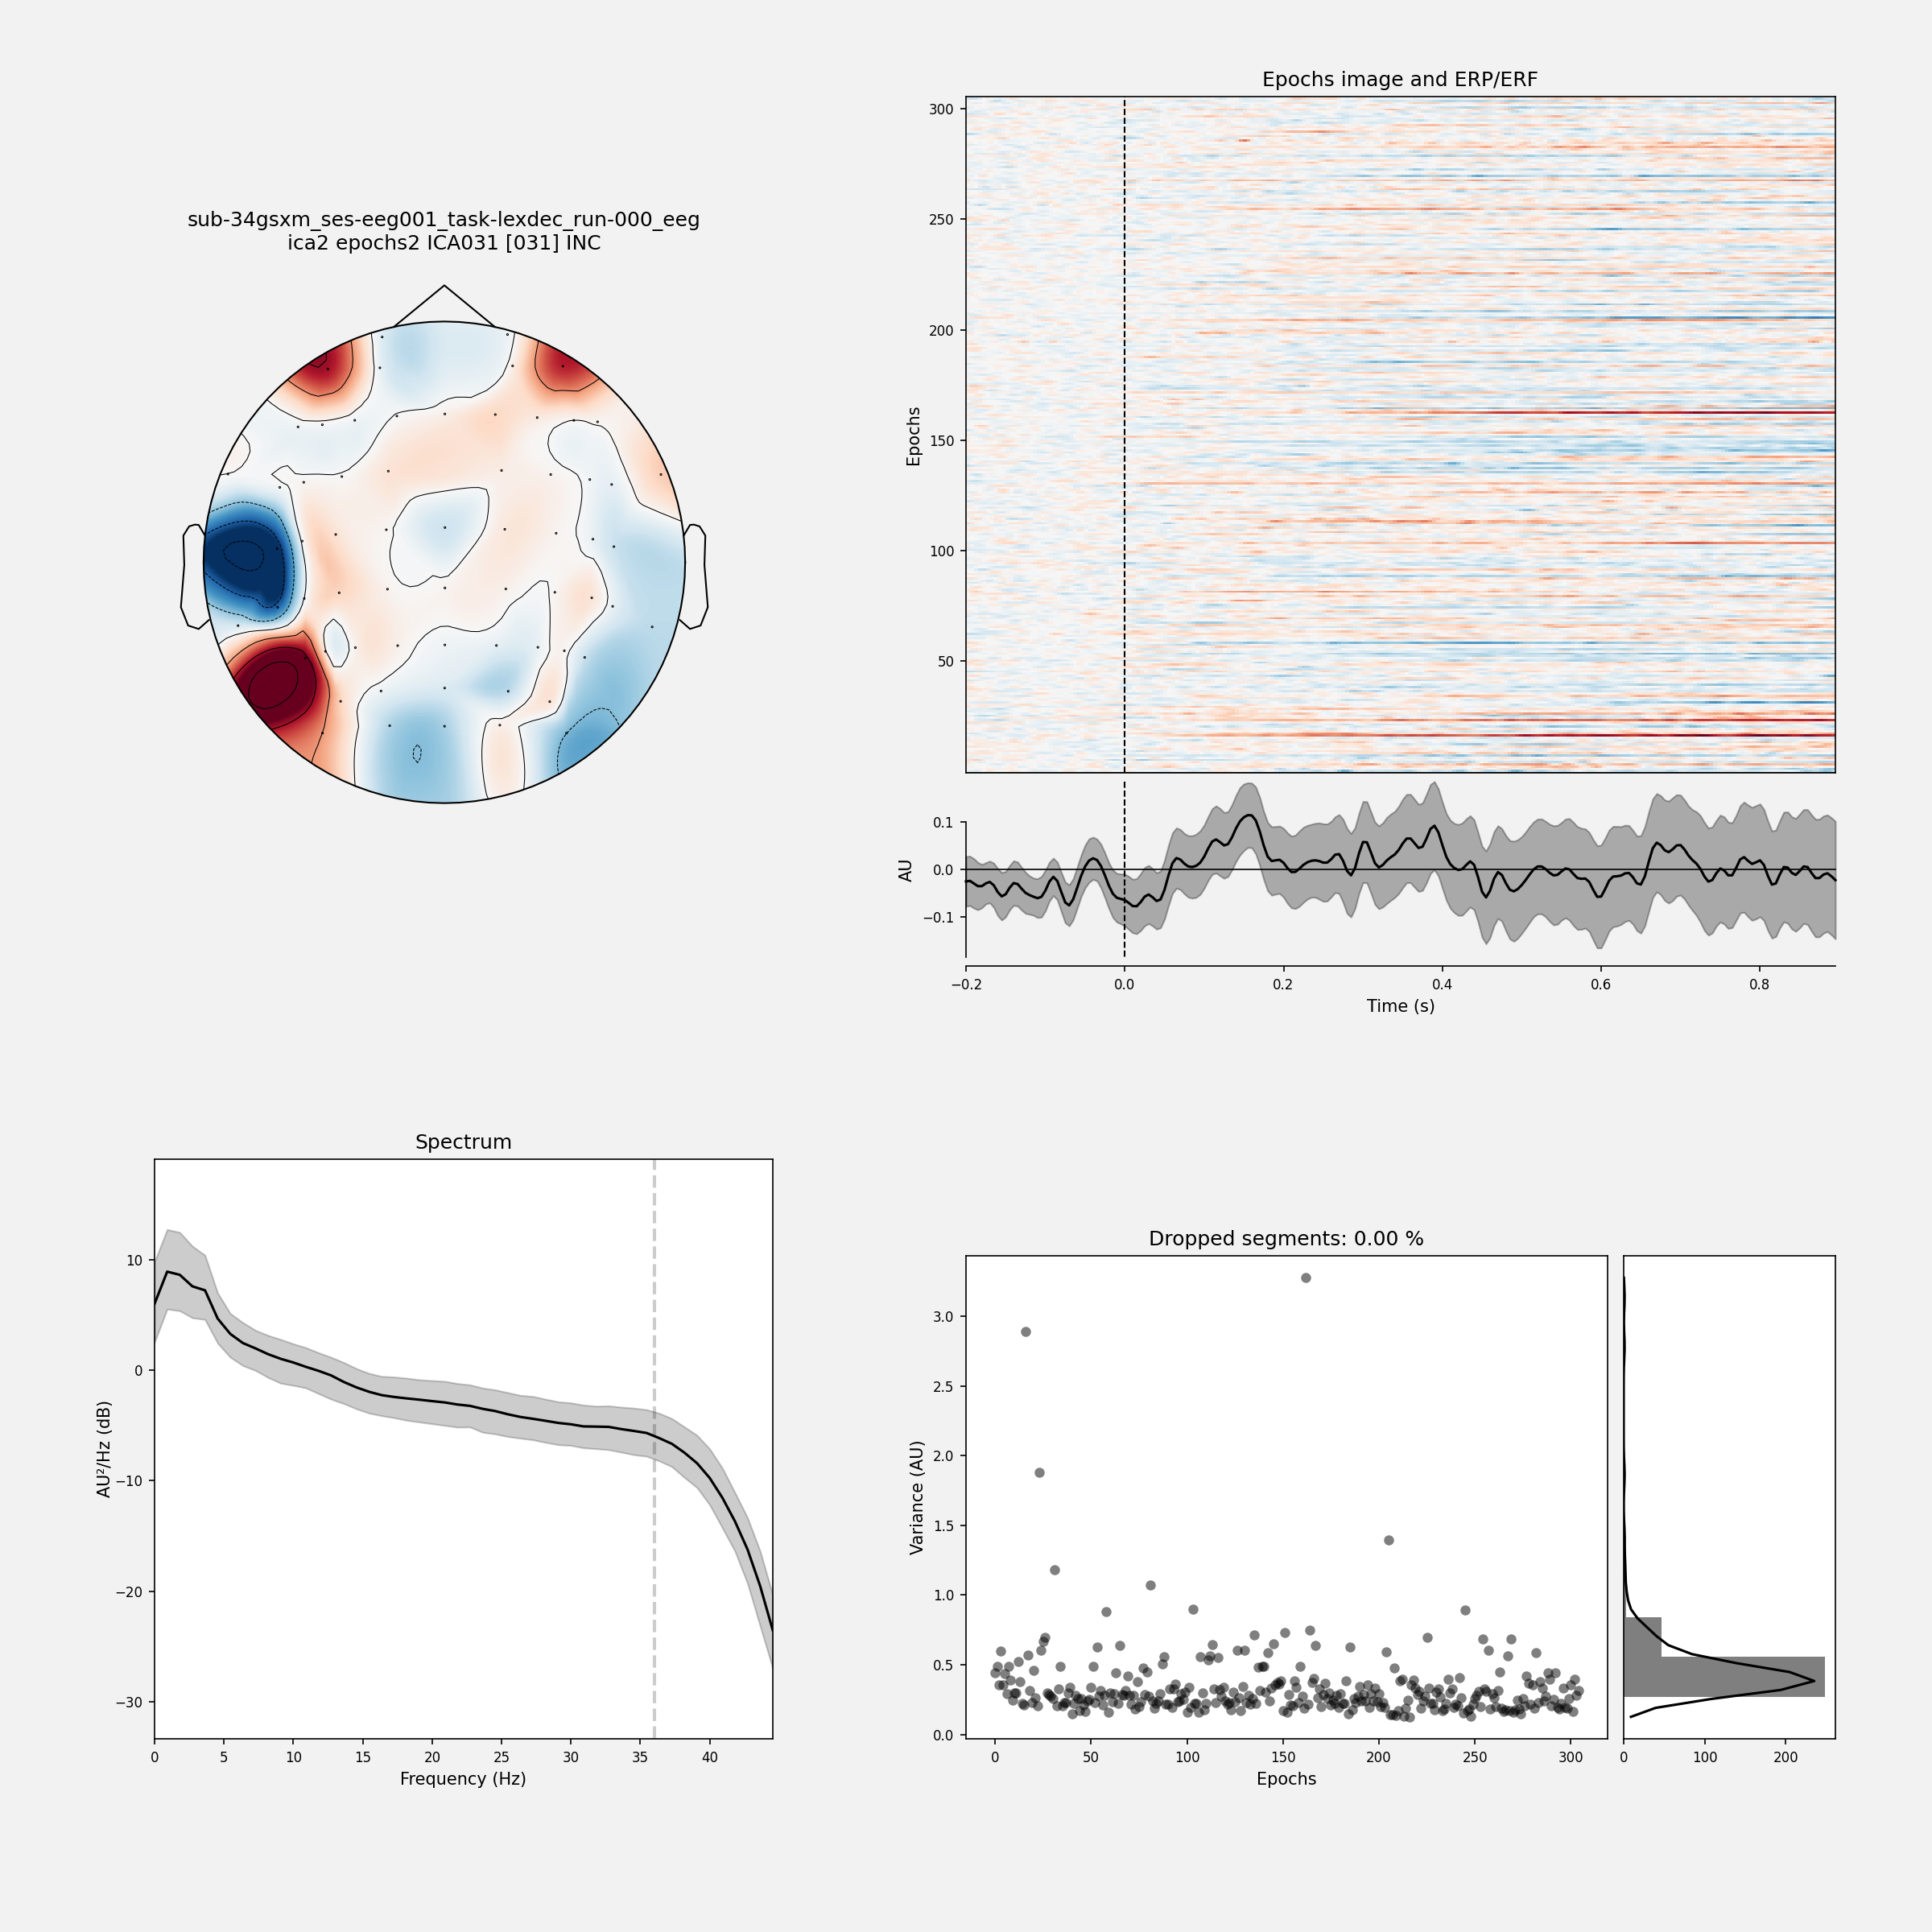 sub-34gsxm_ses-eeg001_task-lexdec_run-000_eeg
ica2 epochs2 ICA031 [031] INC
Epochs image and ERP/ERF
300
250
200
150
100
50
Epochs
0.1
0.0
−0.1
AU
−0.2 0.0 0.2 0.4 0.6 0.8
Time (s)
Spectrum
10
0
−10
−20
−30
AU²/Hz (dB)
0 5 10 15 20 25 30 35 40
Frequency (Hz)
Dropped segments: 0.00 %
3.0
2.5
2.0
1.5
1.0
0.5
0.0
Variance (AU)
0 50 100 150 200 250 300
Epochs
0 100 200